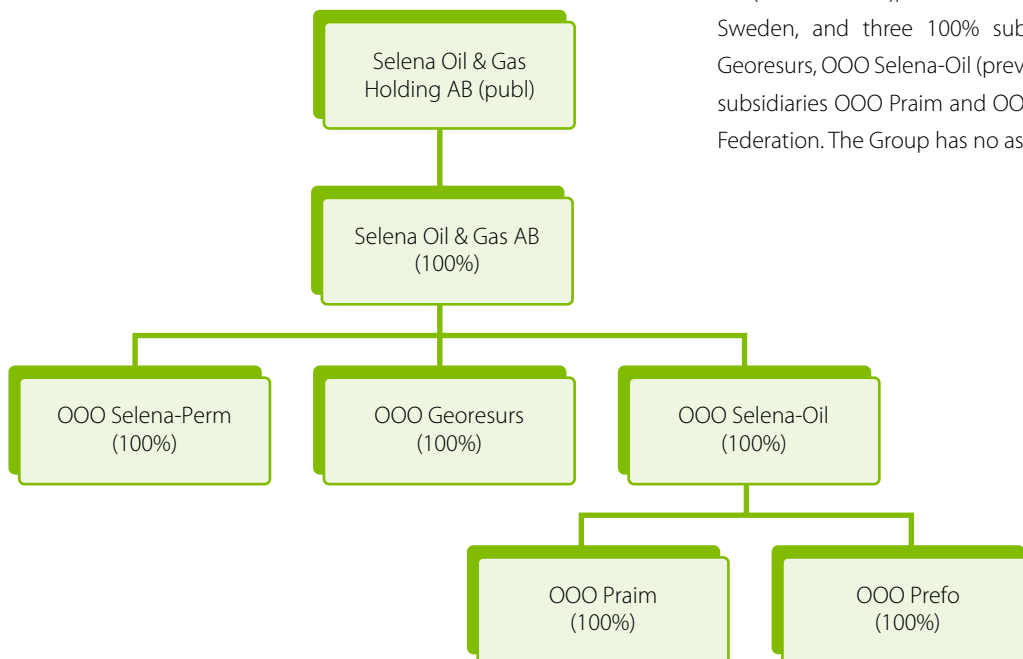 Sweden, and three 100% sub
Georesurs, OOO Selena-Oil (prev
subsidiaries OOO Praim and OO
Federation. The Group has no as
Selena Oil & Gas
Holding AB (publ)
Selena Oil & Gas AB
(100%)
OOO Selena-Perm
(100%)
OOO Georesurs
(100%)
OOO Selena-Oil
(100%)
OOO Praim
(100%)
OOO Prefo
(100%)